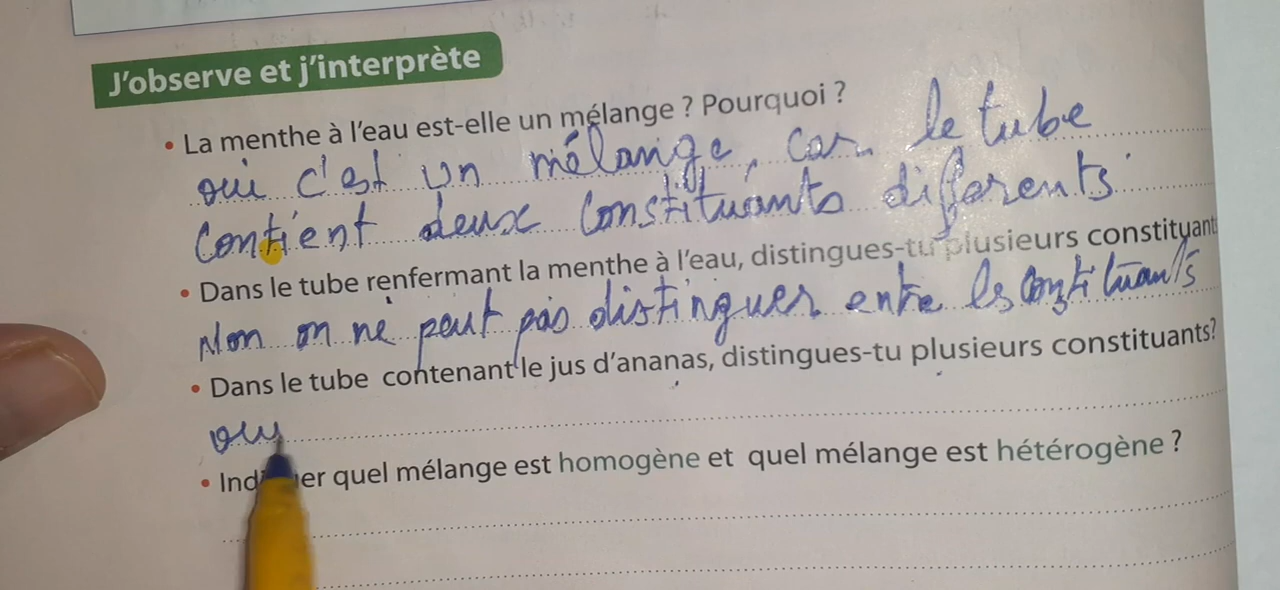 J'observe et j'interprète
• La menthe à l'eau est-elle un mélange ? Pourquoi ?
oui c'est un mélange, car le tube
contient deux constituants différents.
• Dans le tube renfermant la menthe à l'eau, distingues-tu plusieurs constituants
Non on ne peut pas distinguer entre les contituants
• Dans le tube contenant le jus d'ananas, distingues-tu plusieurs constituants?
ou
• Ind er quel mélange est homogène et quel mélange est hétérogène ?